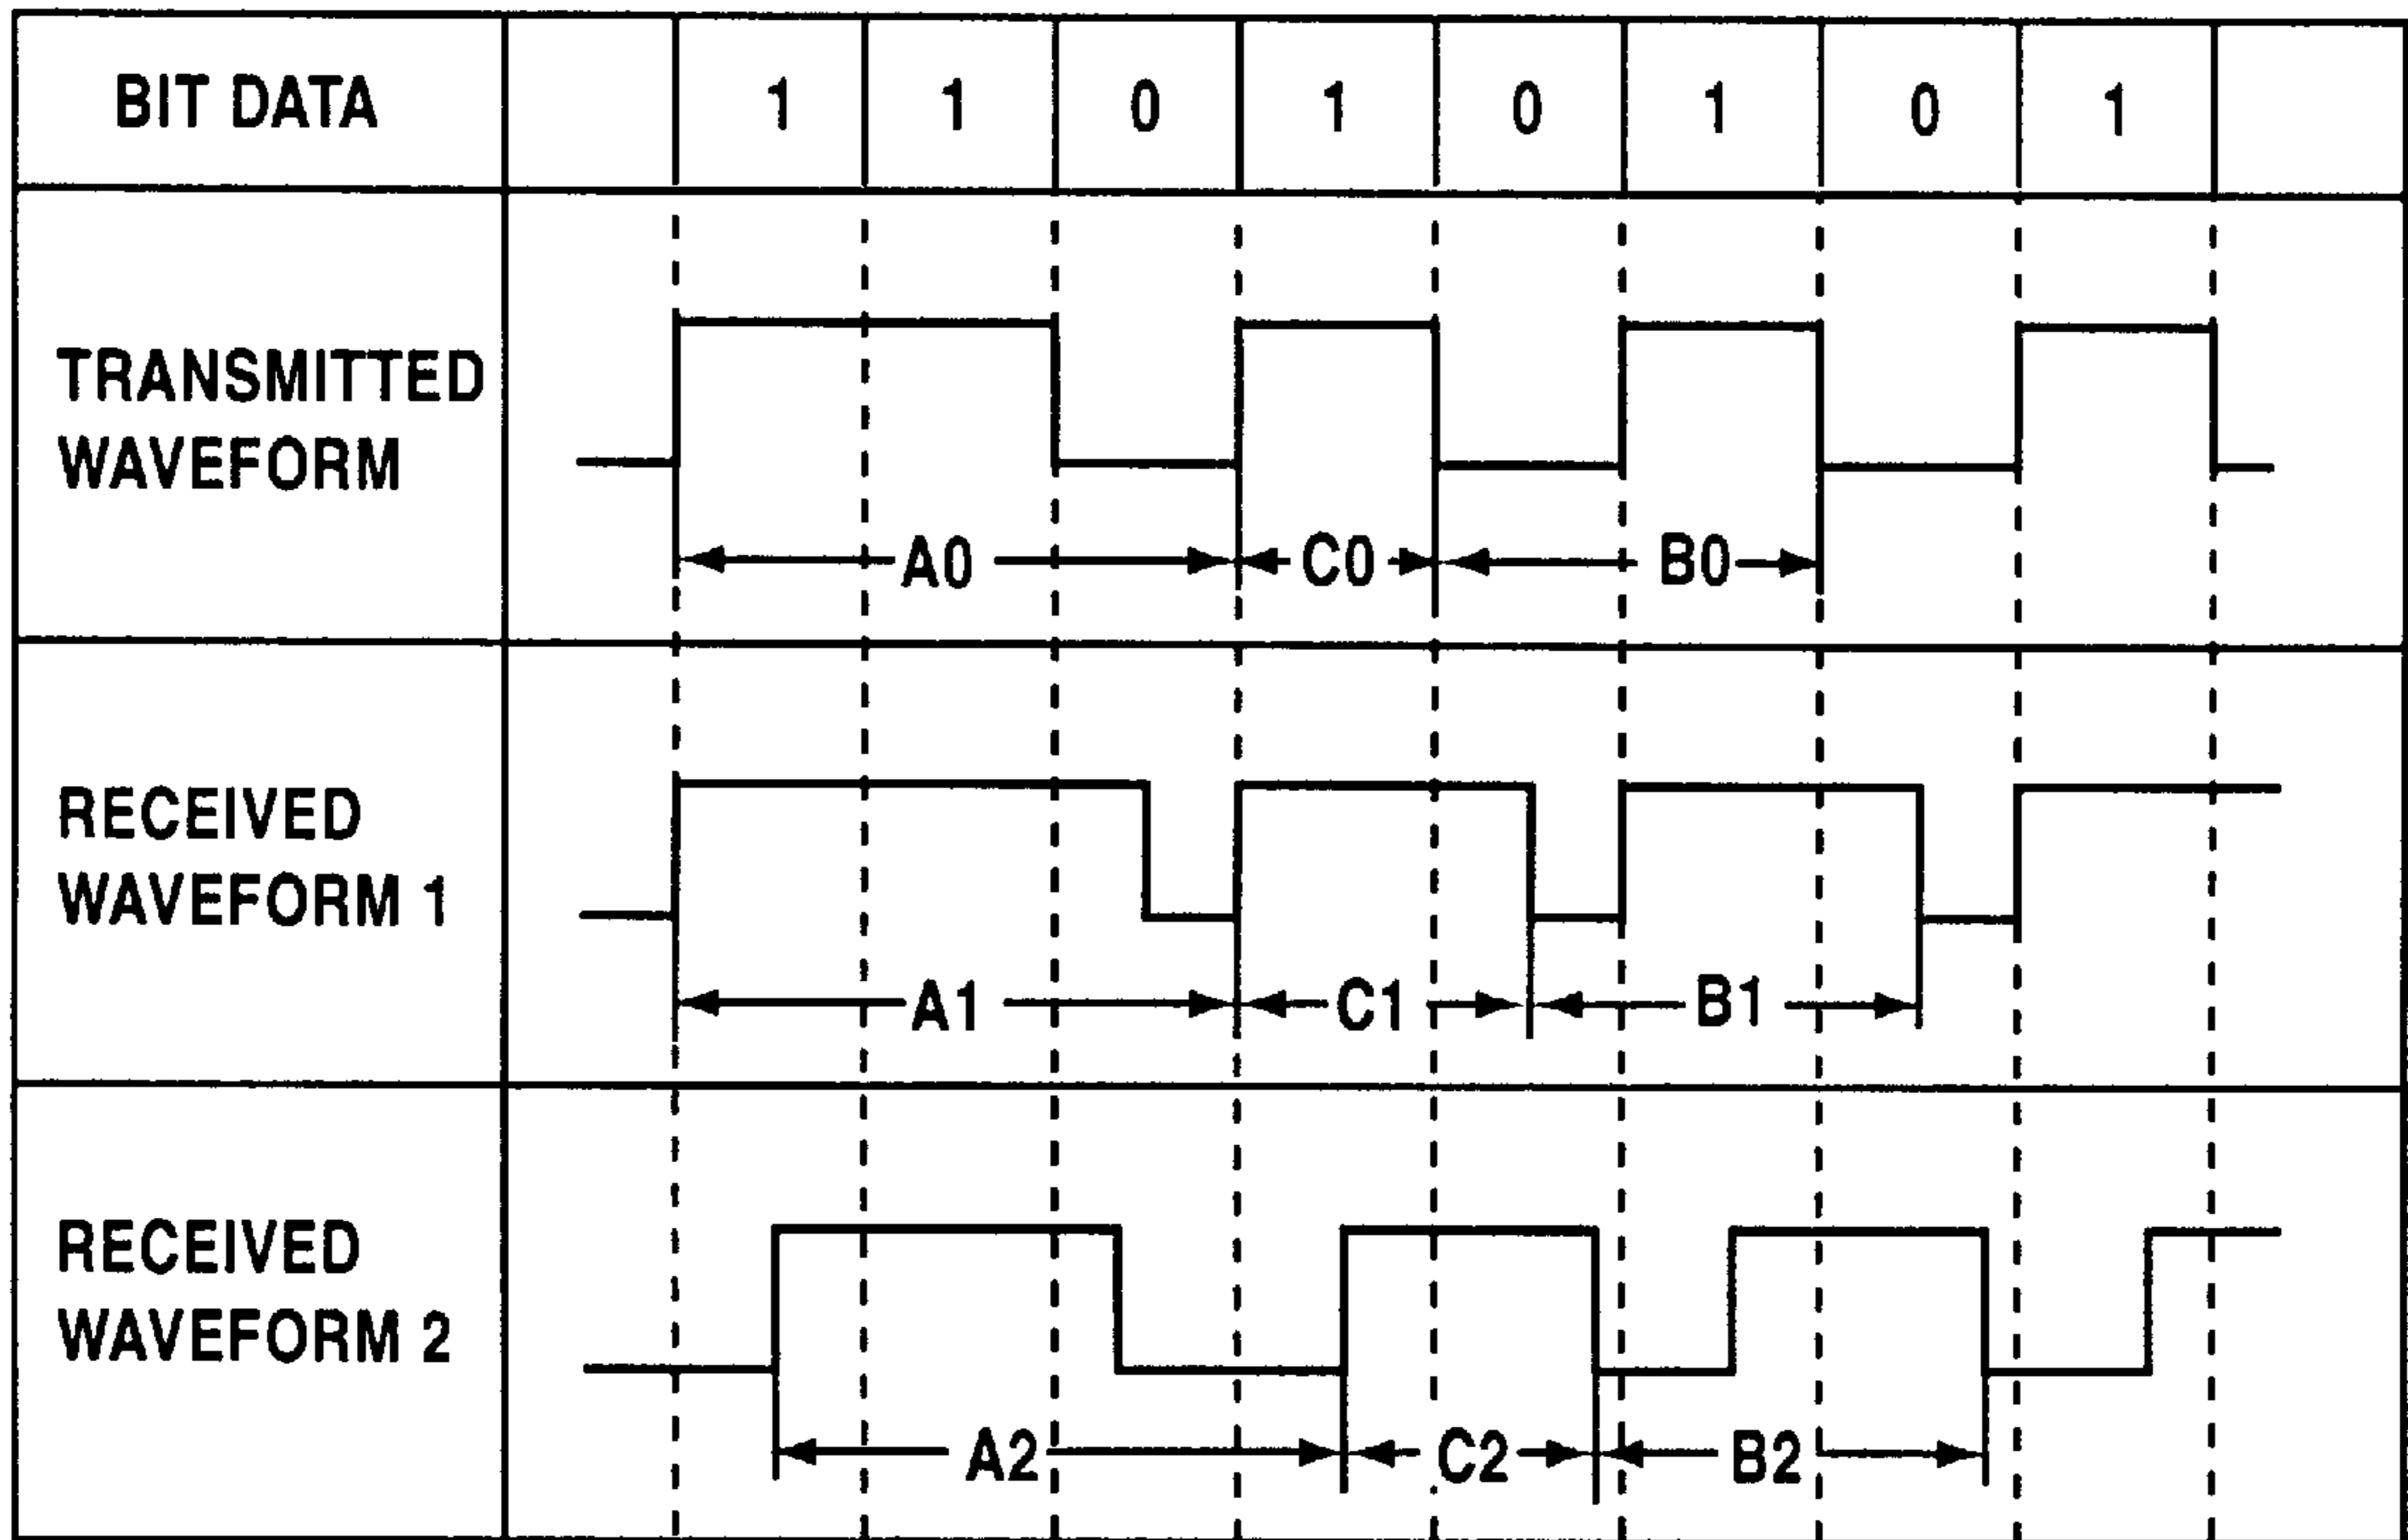 BIT DATA 1 1 0 1 0 1 0 1
TRANSMITTED
WAVEFORM
A0 C0 B0
RECEIVED
WAVEFORM 1
A1 C1 B1
RECEIVED
WAVEFORM 2
A2 C2 B2